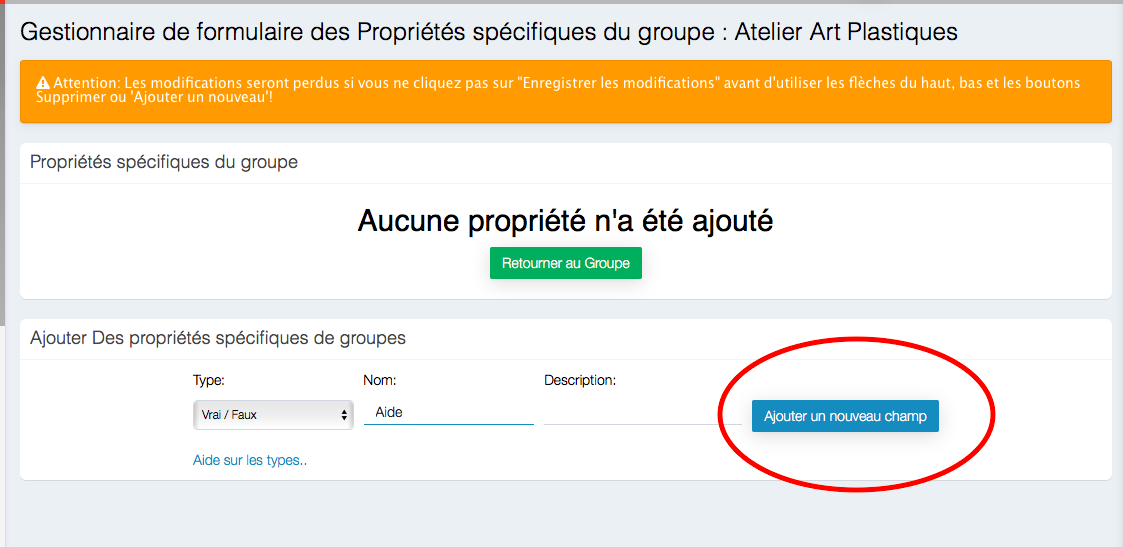 Gestionnaire de formulaire des Propriétés spécifiques du groupe : Atelier Art Plastiques
Attention: Les modifications seront perdus si vous ne cliquez pas sur "Enregistrer les modifications" avant d'utiliser les flèches du haut, bas et les boutons
Supprimer ou 'Ajouter un nouveau'!
Propriétés spécifiques du groupe
Aucune propriété n'a été ajouté
Retourner au Groupe
Ajouter Des propriétés spécifiques de groupes
Type: Nom: Description:
Vrai / Faux Aide Ajouter un nouveau champ
Aide sur les types..